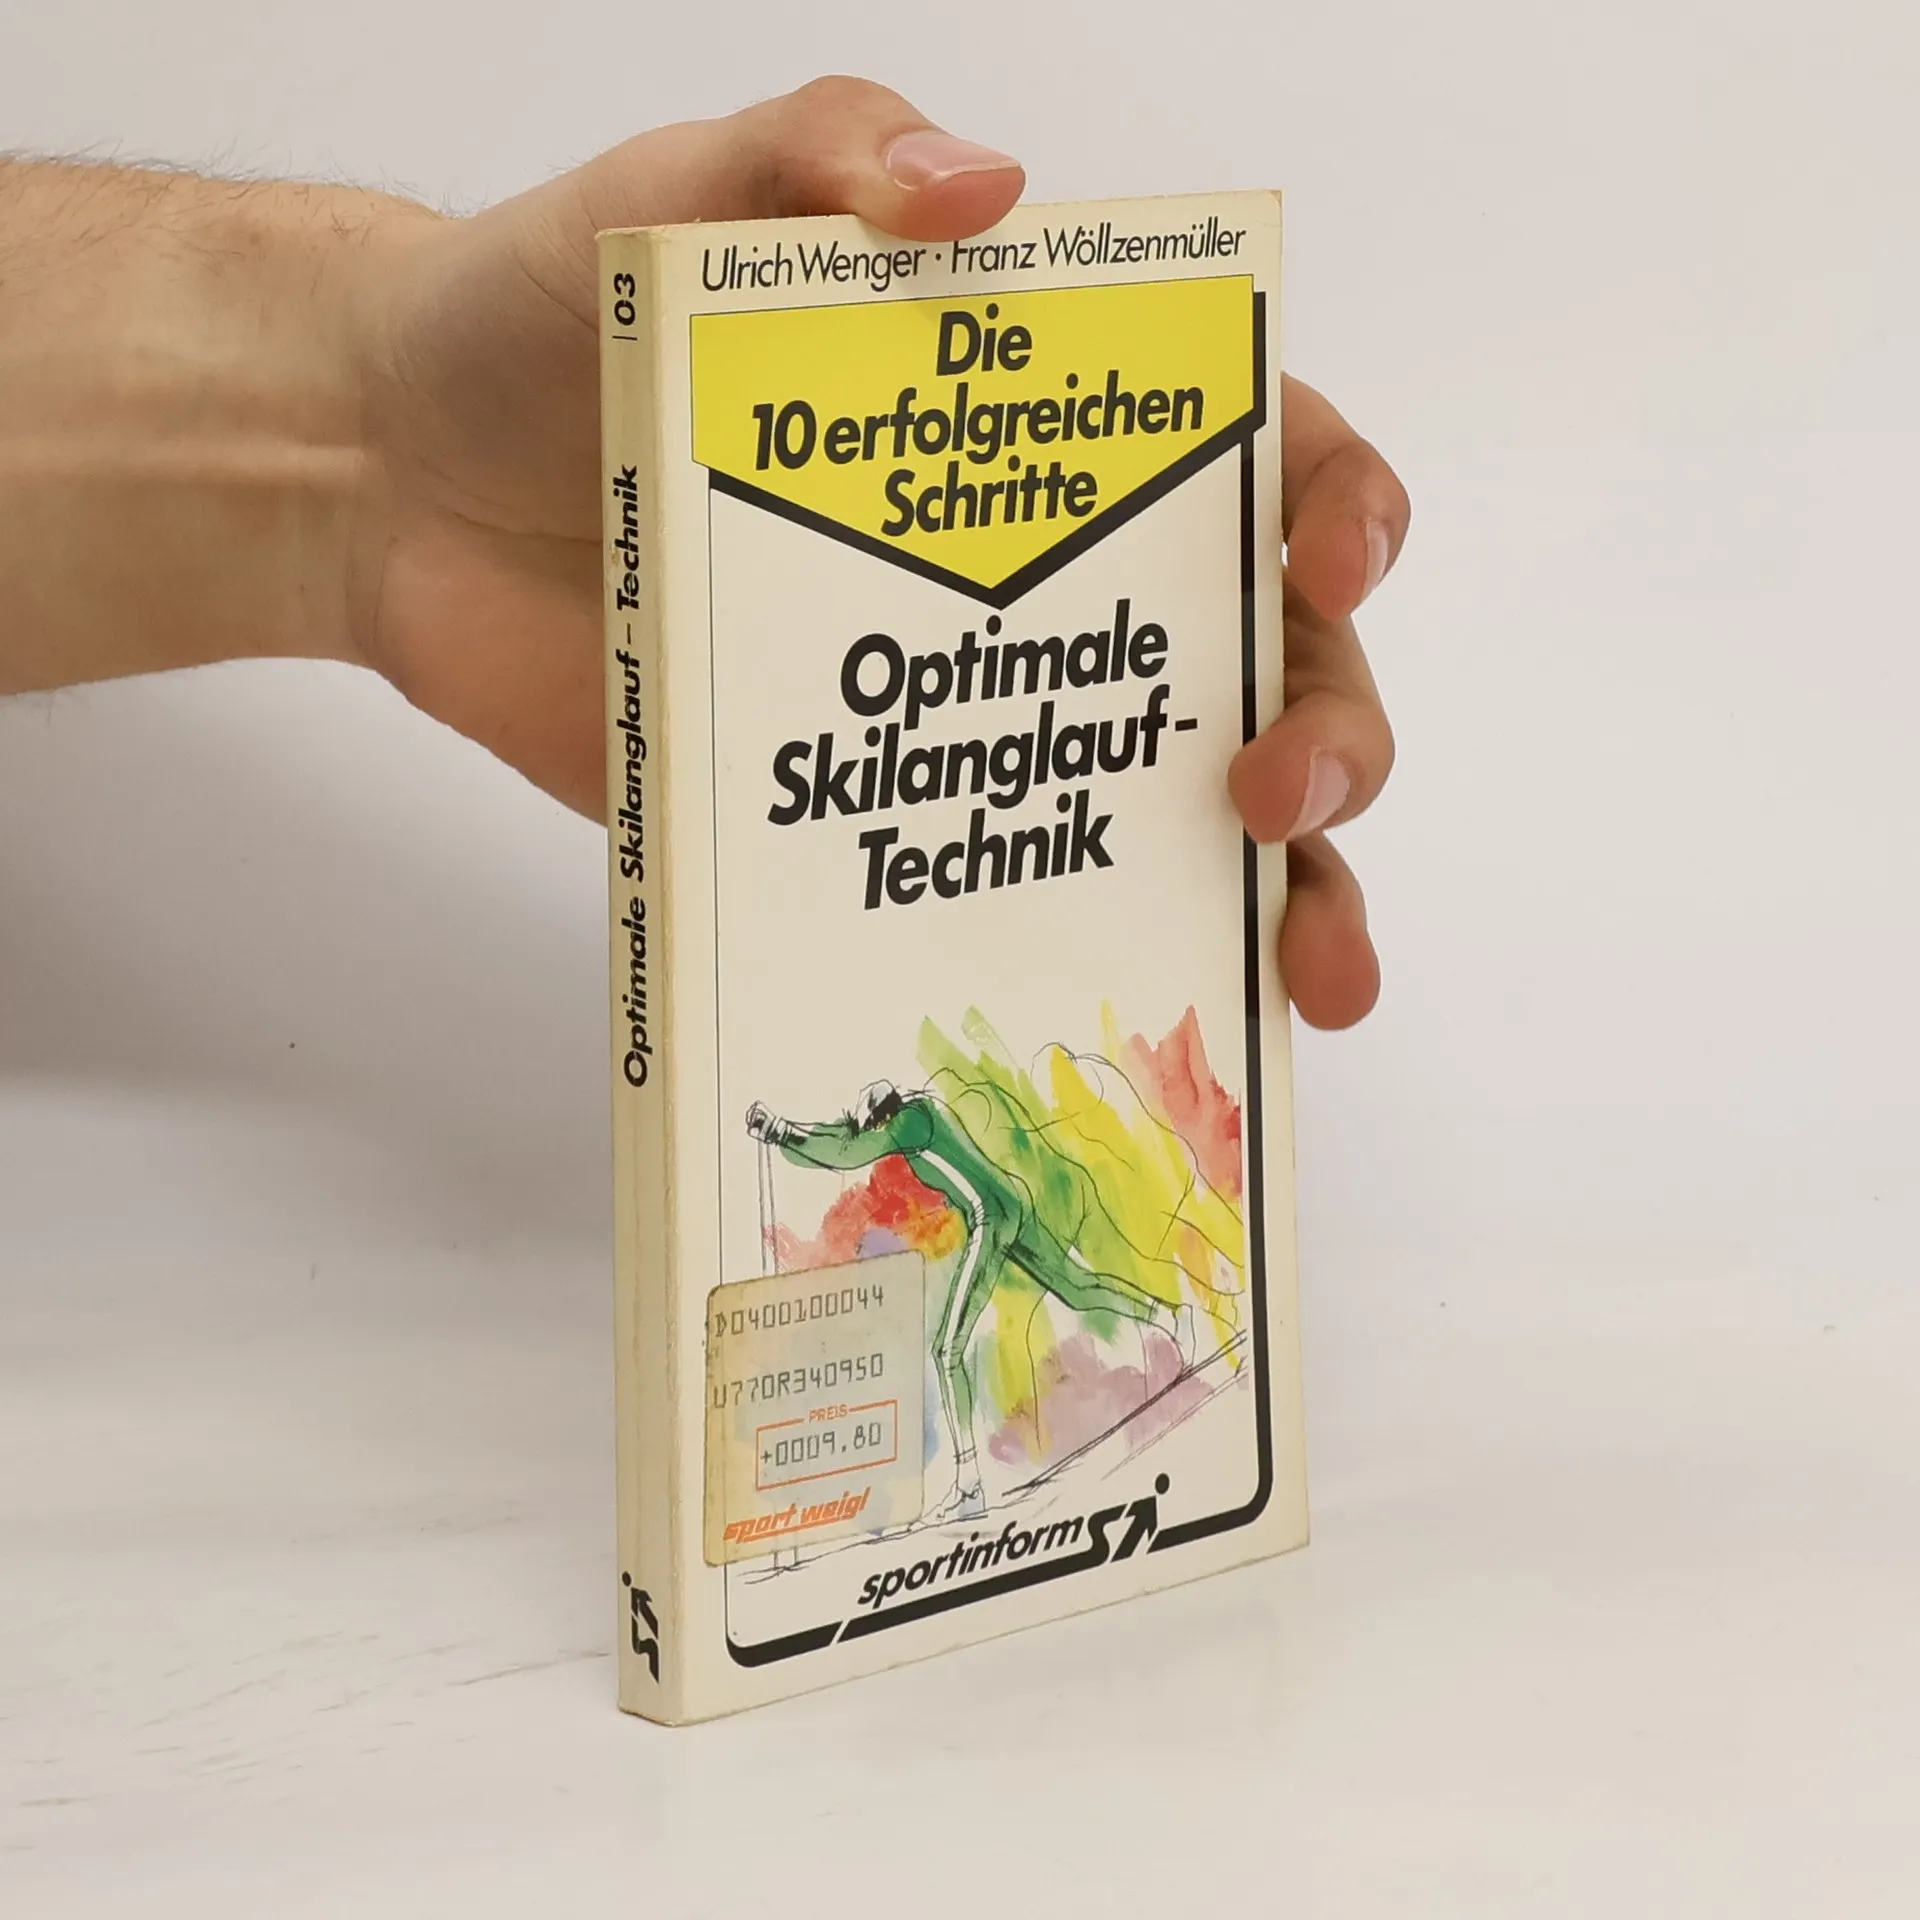 Ulrich Wenger · Franz Wöllzenmüller
Die
10 erfolgreichen
Schritte
Optimale
Skilanglauf-
Technik
D0400100044
U770R340950
PREIS
+0009.80
sport weigl
sportinform
03
Optimale Skilanglauf - Technik